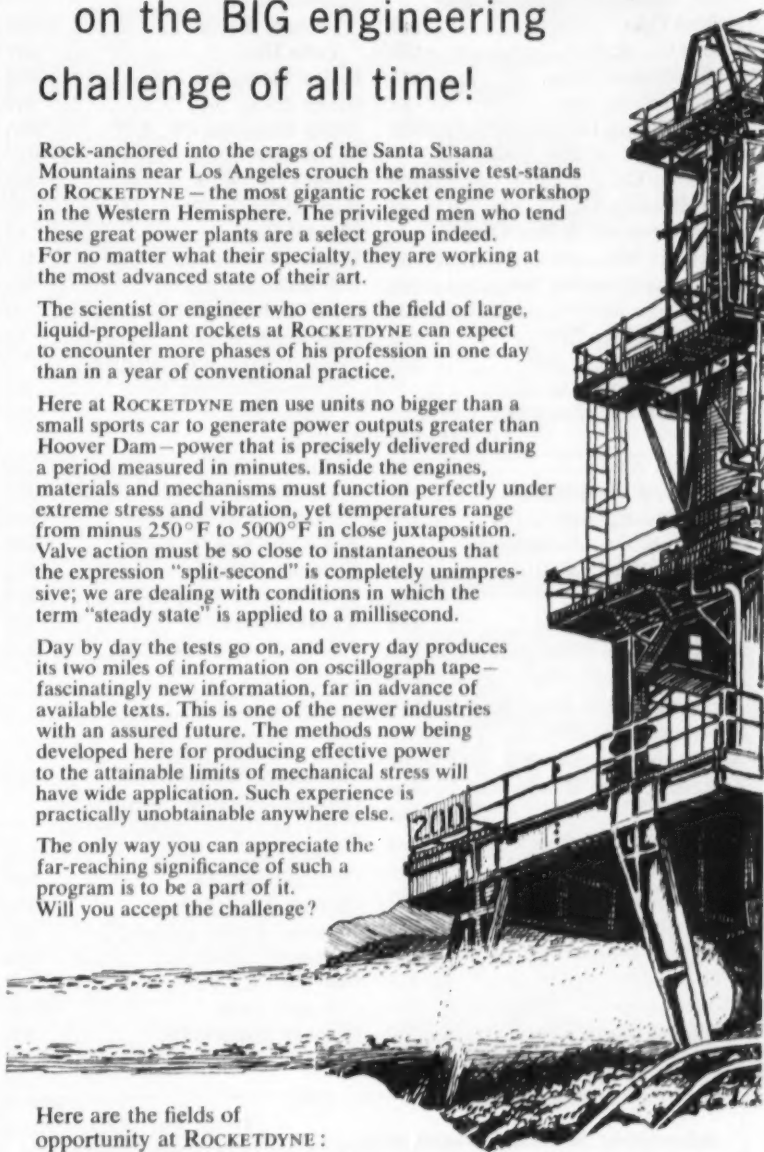 on the BIG engineering
challenge of all time!
Rock-anchored into the crags of the Santa Susana
Mountains near Los Angeles crouch the massive test-stands
of ROCKETDYNE — the most gigantic rocket engine workshop
in the Western Hemisphere. The privileged men who tend
these great power plants are a select group indeed.
For no matter what their specialty, they are working at
the most advanced state of their art.
The scientist or engineer who enters the field of large,
liquid-propellant rockets at ROCKETDYNE can expect
to encounter more phases of his profession in one day
than in a year of conventional practice.
Here at ROCKETDYNE men use units no bigger than a
small sports car to generate power outputs greater than
Hoover Dam — power that is precisely delivered during
a period measured in minutes. Inside the engines,
materials and mechanisms must function perfectly under
extreme stress and vibration, yet temperatures range
from minus 250°F to 5000°F in close juxtaposition.
Valve action must be so close to instantaneous that
the expression "split-second" is completely unimpres-
sive; we are dealing with conditions in which the
term "steady state" is applied to a millisecond.
Day by day the tests go on, and every day produces
its two miles of information on oscillograph tape —
fascinatingly new information, far in advance of
available texts. This is one of the newer industries
with an assured future. The methods now being
developed here for producing effective power
to the attainable limits of mechanical stress will
have wide application. Such experience is
practically unobtainable anywhere else.
200
The only way you can appreciate the
far-reaching significance of such a
program is to be a part of it.
Will you accept the challenge?
Here are the fields of
opportunity at ROCKETDYNE: